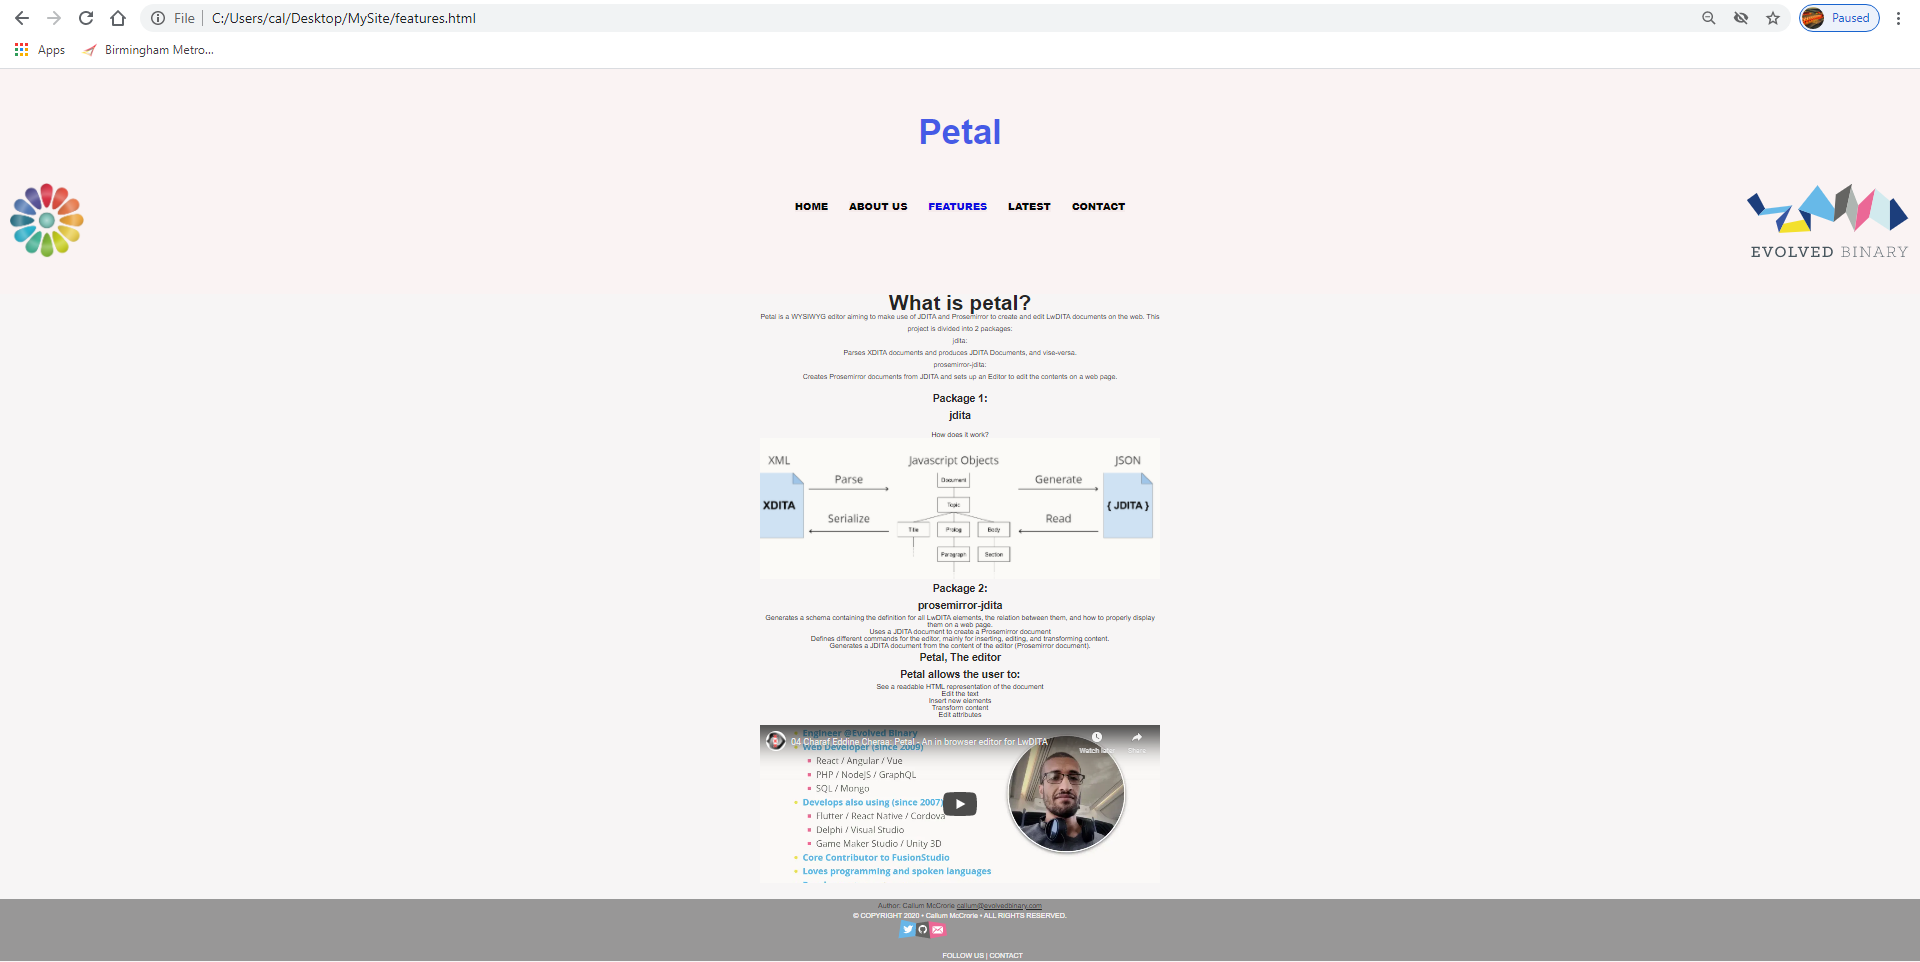 File | C:/Users/cal/Desktop/MySite/features.html
Paused
Apps
Birmingham Metro...
Petal
HOME ABOUT US FEATURES LATEST CONTACT
EVOLVED BINARY
What is petal?
Petal is a WYSIWYG editor aiming to make use of JDITA and Prosemirror to create and edit LwDITA documents on the web. This
project is divided into 2 packages:
jdita:
Parses XDITA documents and produces JDITA Documents, and vise-versa.
prosemirror-jdita:
Creates Prosemirror documents from JDITA and sets up an Editor to edit the contents on a web page.
Package 1:
jdita
How does it work?
XML Javascript Objects JSON
Parse Document Generate
XDITA Topic { JDITA }
Serialize Read
Title Prolog Body
Paragraph Section
Package 2:
prosemirror-jdita
Generates a schema containing the definition for all LwDITA elements, the relation between them, and how to properly display
them on a web page.
Uses a JDITA document to create a Prosemirror document
Defines different commands for the editor, mainly for inserting, editing, and transforming content.
Generates a JDITA document from the content of the editor (Prosemirror document).
Petal, The editor
Petal allows the user to:
See a readable HTML representation of the document
Edit the text
Insert new elements
Transform content
Edit attributes
Engineer @Evolved Binary
04 Charaf Eddine Cheraa: Petal - An in browser editor for LwDITA
Watch later Share
Web Developer (since 2009)
React / Angular / Vue
PHP / NodeJS / GraphQL
SQL / Mongo
Develops also using (since 2007)
Flutter / React Native / Cordova
Delphi / Visual Studio
Game Maker Studio / Unity 3D
Core Contributor to FusionStudio
Loves programming and spoken languages
Author: Callum McCrorie callum@evolvedbinary.com
© COPYRIGHT 2020 • Callum McCrorie • ALL RIGHTS RESERVED.
FOLLOW US | CONTACT